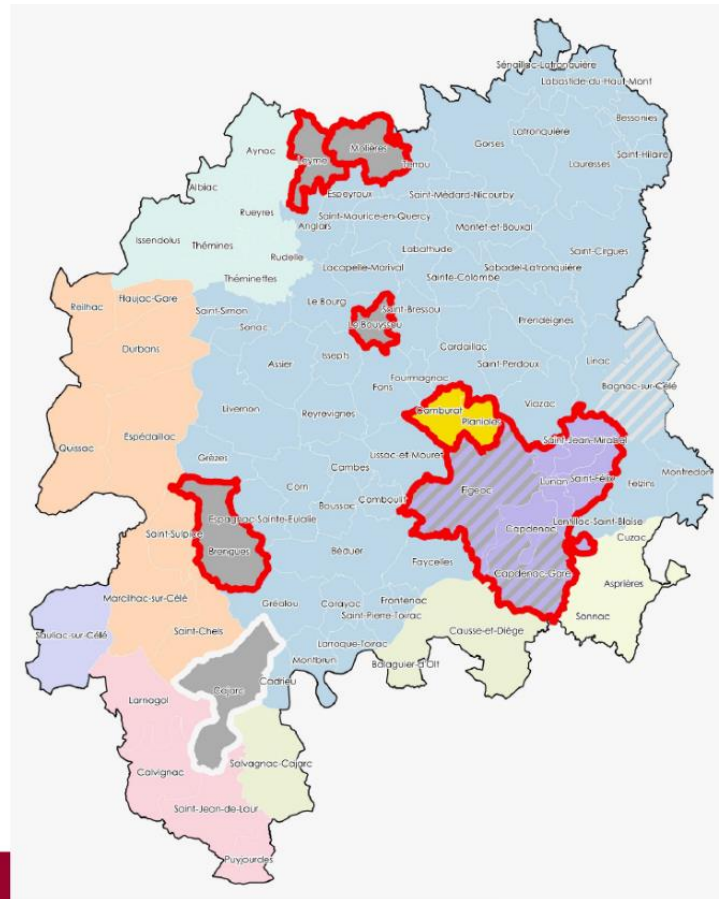 Sénaillac-Latronquière
Labastide-du-Haut-Mont
Bessonies
Latronquière
Gorses
Saint-Hilaire
Lauresses
Aynac
Leyme
Molières
Terrou
Albiac
Espeyroux
Saint-Médard-Nicourby
Rueyres
Saint-Maurice-en-Quercy
Anglars
Montet-et-Bouxal
Issendolus
Thémines
Labathude
Saint-Cirgues
Rudelle
Lacapelle-Marival
Sabadel-Latronquière
Théminettes
Sainte-Colombe
Reilhac
Flaujac-Gare
Saint-Simon
Le Bourg
Saint-Bressou
Sonac
Le Bouyssou
Prendeignes
Durbans
Cardaillac
Issepts
Assier
Saint-Perdoux
Linac
Fourmagnac
Fons
Bagnac-sur-Célé
Livernon
Reyrevignes
Camburat
Planioles
Viazac
Espédaillac
Saint-Jean-Mirabel
Quissac
Grèzes
Lissac-et-Mouret
Cambes
Montredon
Corn
Figeac
Lunan
Saint-Félix
Felzins
Boussac
Camboulit
Espagnac-Sainte-Eulalie
Lentillac-Saint-Blaise
Capdenac
Saint-Sulpice
Cuzac
Brengues
Béduer
Faycelles
Capdenac-Gare
Asprières
Marcilhac-sur-Célé
Gréalou
Carayac
Frontenac
Sonnac
Saint-Pierre-Toirac
Saint-Chels
Causse-et-Diège
Sauliac-sur-Célé
Larroque-Toirac
Montbrun
Balaguier-d'Olt
Cadrieu
Cajarc
Larnagol
Calvignac
Salvagnac-Cajarc
Saint-Jean-de-Laur
Puyjourdes